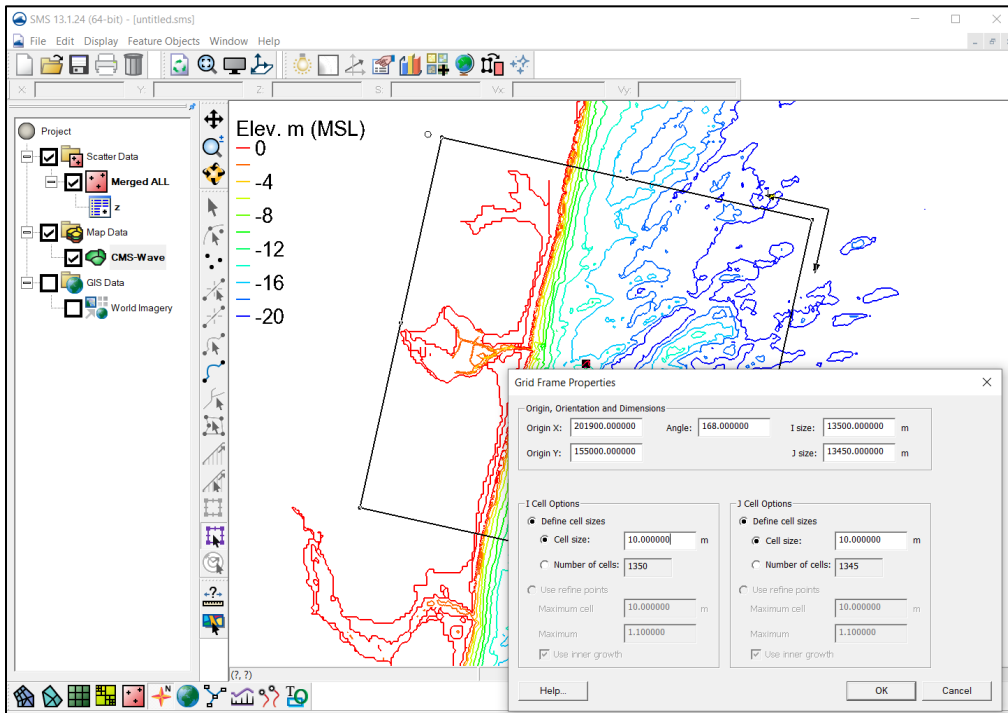 SMS 13.1.24 (64-bit) - [untitled.sms]
File Edit Display Feature Objects Window Help
X: Y: Z: S: Vx: Vy:
Project
Scatter Data
Merged ALL
z
Map Data
CMS-Wave
GIS Data
World Imagery
Elev. m (MSL)
0
-4
-8
-12
-16
-20
Grid Frame Properties
Origin, Orientation and Dimensions
Origin X: 201900.000000 Angle: 168.000000 I size: 13500.000000 m
Origin Y: 155000.000000 J size: 13450.000000 m
I Cell Options J Cell Options
Define cell sizes Define cell sizes
Cell size: 10.000000 m Cell size: 10.000000 m
Number of cells: 1350 Number of cells: 1345
Use refine points Use refine points
Maximum cell 10.000000 m Maximum cell 10.000000 m
Maximum 1.100000 Maximum 1.100000
Use inner growth Use inner growth
Help... OK Cancel
(?, ?)